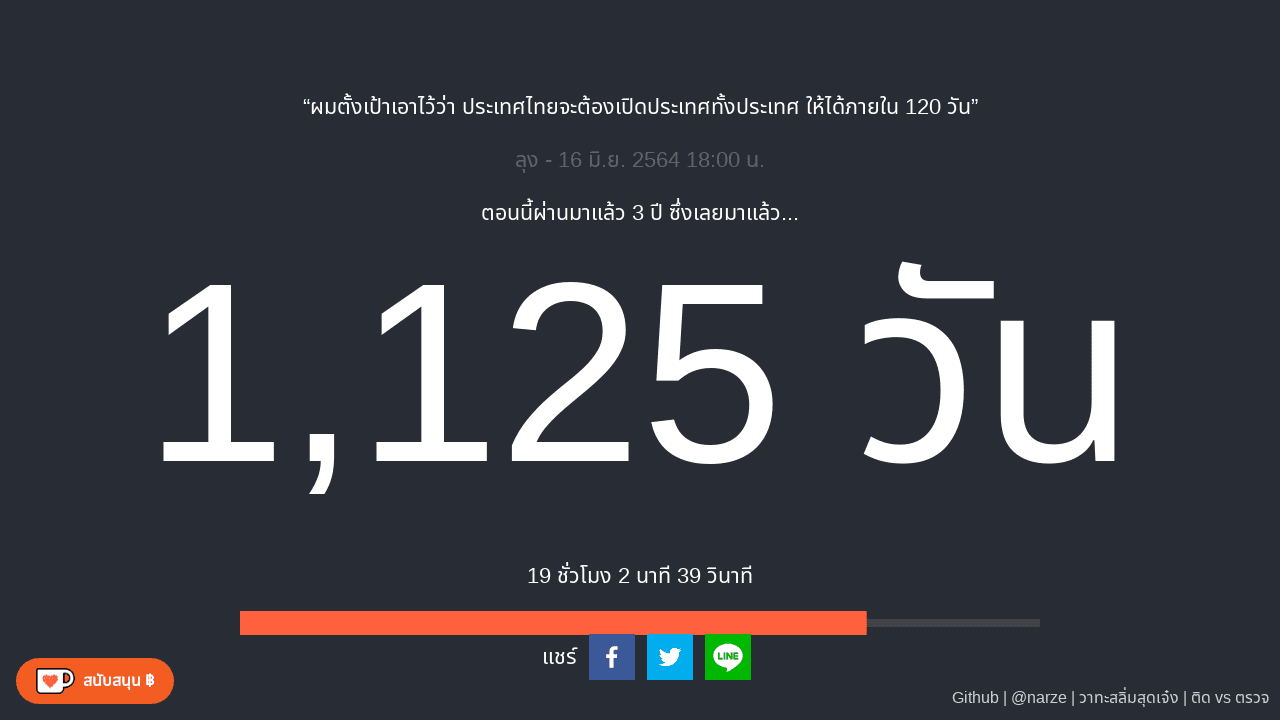 “ผมตั้งเป้าเอาไว้ว่า ประเทศไทยจะต้องเปิดประเทศทั้งประเทศ ให้ได้ภายใน 120 วัน”
ลุง - 16 มิ.ย. 2564 18:00 น.
ตอนนี้ผ่านมาแล้ว 3 ปี ซึ่งเลยมาแล้ว...
1,125 วัน
19 ชั่วโมง 2 นาที 39 วินาที
แชร์
LINE
สนับสนุน ฿
Github | @narze | วาทะสลิ่มสุดเจ๋ง | ติด vs ตรวจ